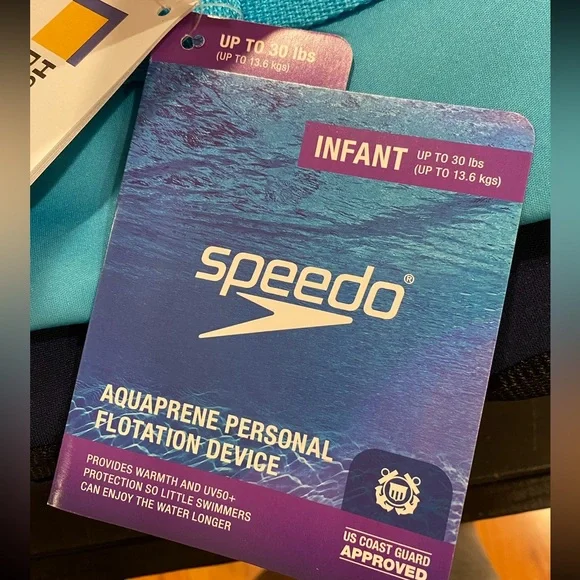 UP TO 30 lbs
(UP TO 13.6 kgs)
INFANT UP TO 30 lbs
(UP TO 13.6 kgs)
speedo®
AQUAPRENE PERSONAL
FLOTATION DEVICE
PROVIDES WARMTH AND UV50+
PROTECTION SO LITTLE SWIMMERS
CAN ENJOY THE WATER LONGER
US COAST GUARD
APPROVED